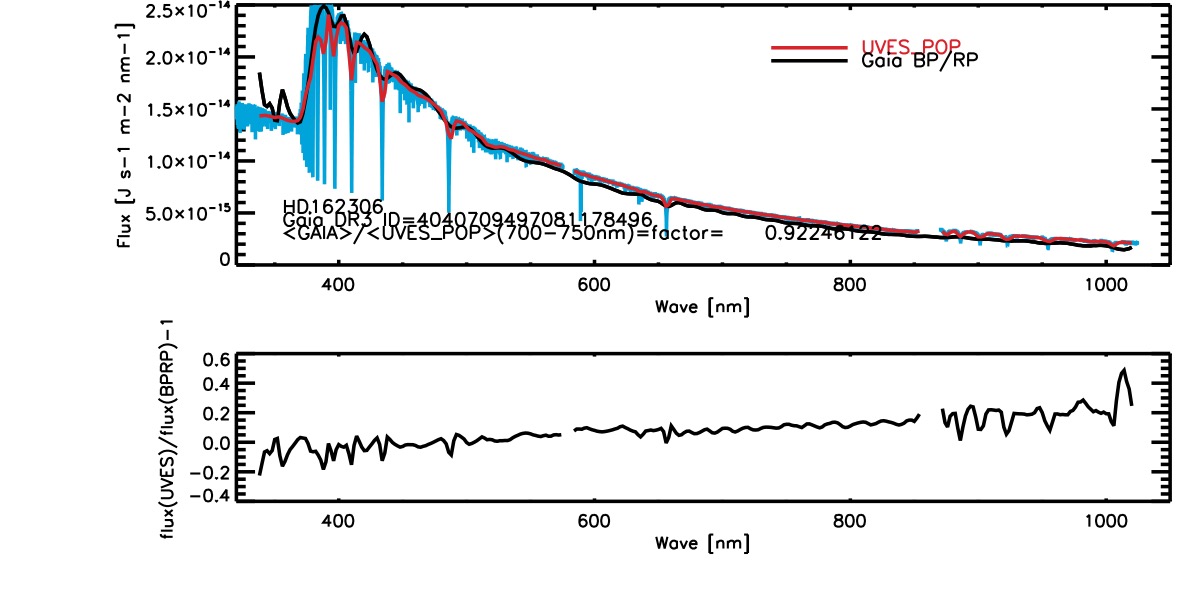 2.5×10⁻¹⁴
2.0×10⁻¹⁴
1.5×10⁻¹⁴
1.0×10⁻¹⁴
5.0×10⁻¹⁵
0
Flux [J s−1 m−2 nm−1]
UVES_POP
Gaia BP/RP
HD162306
Gaia DR3 ID=4040709497081178496
<GAIA>/<UVES_POP>(700−750nm)=factor= 0.92246122
400 600 800 1000
Wave [nm]
0.6
0.4
0.2
0.0
−0.2
−0.4
flux(UVES)/flux(BPRP)−1
400 600 800 1000
Wave [nm]